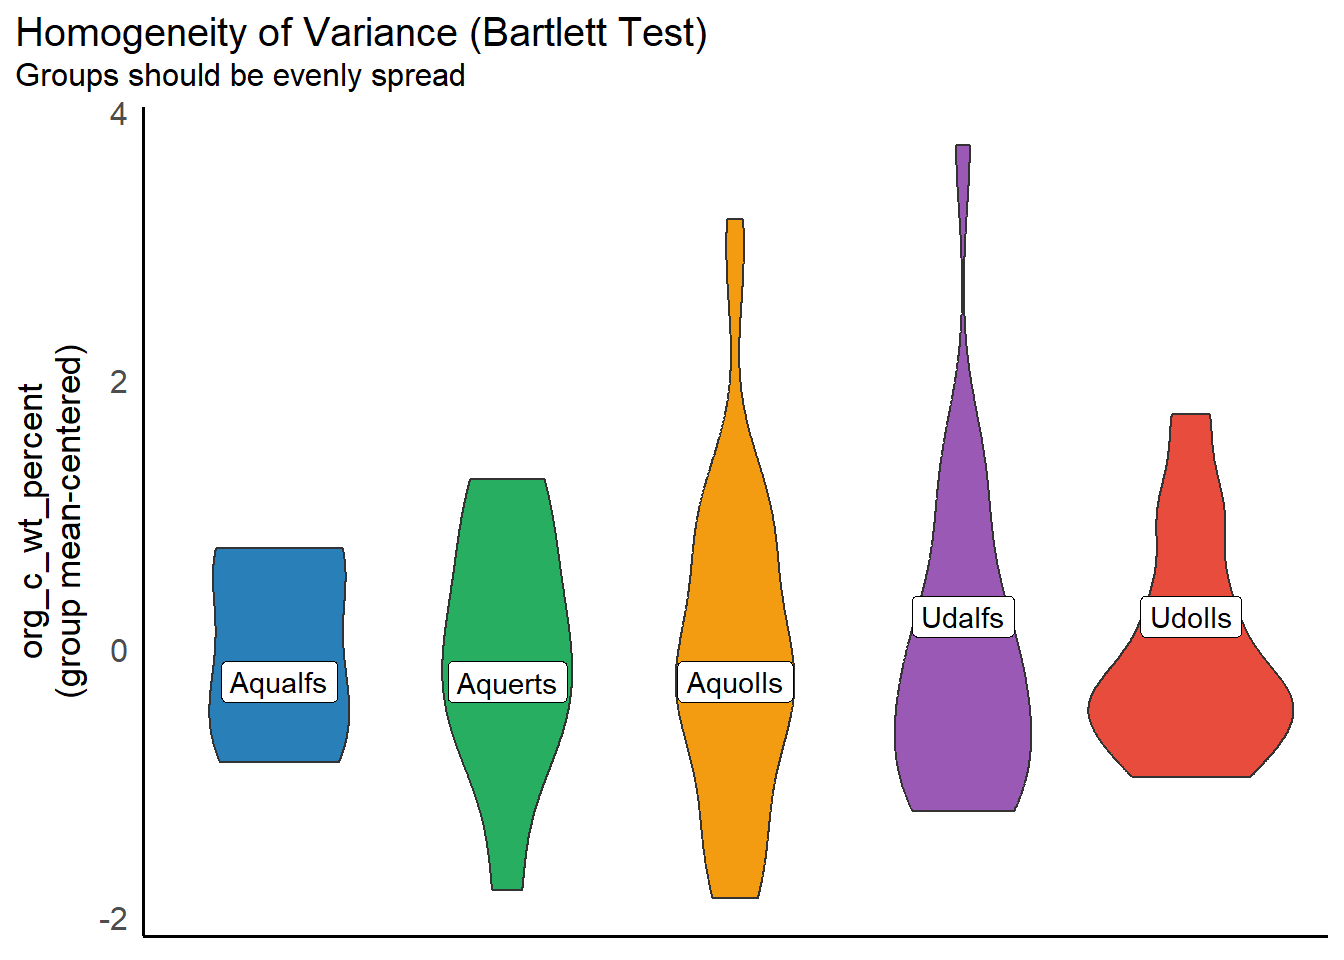 Homogeneity of Variance (Bartlett Test)
Groups should be evenly spread
4
2
0
-2
org_c_wt_percent
(group mean-centered)
Aqualfs
Aquerts
Aquolls
Udalfs
Udolls